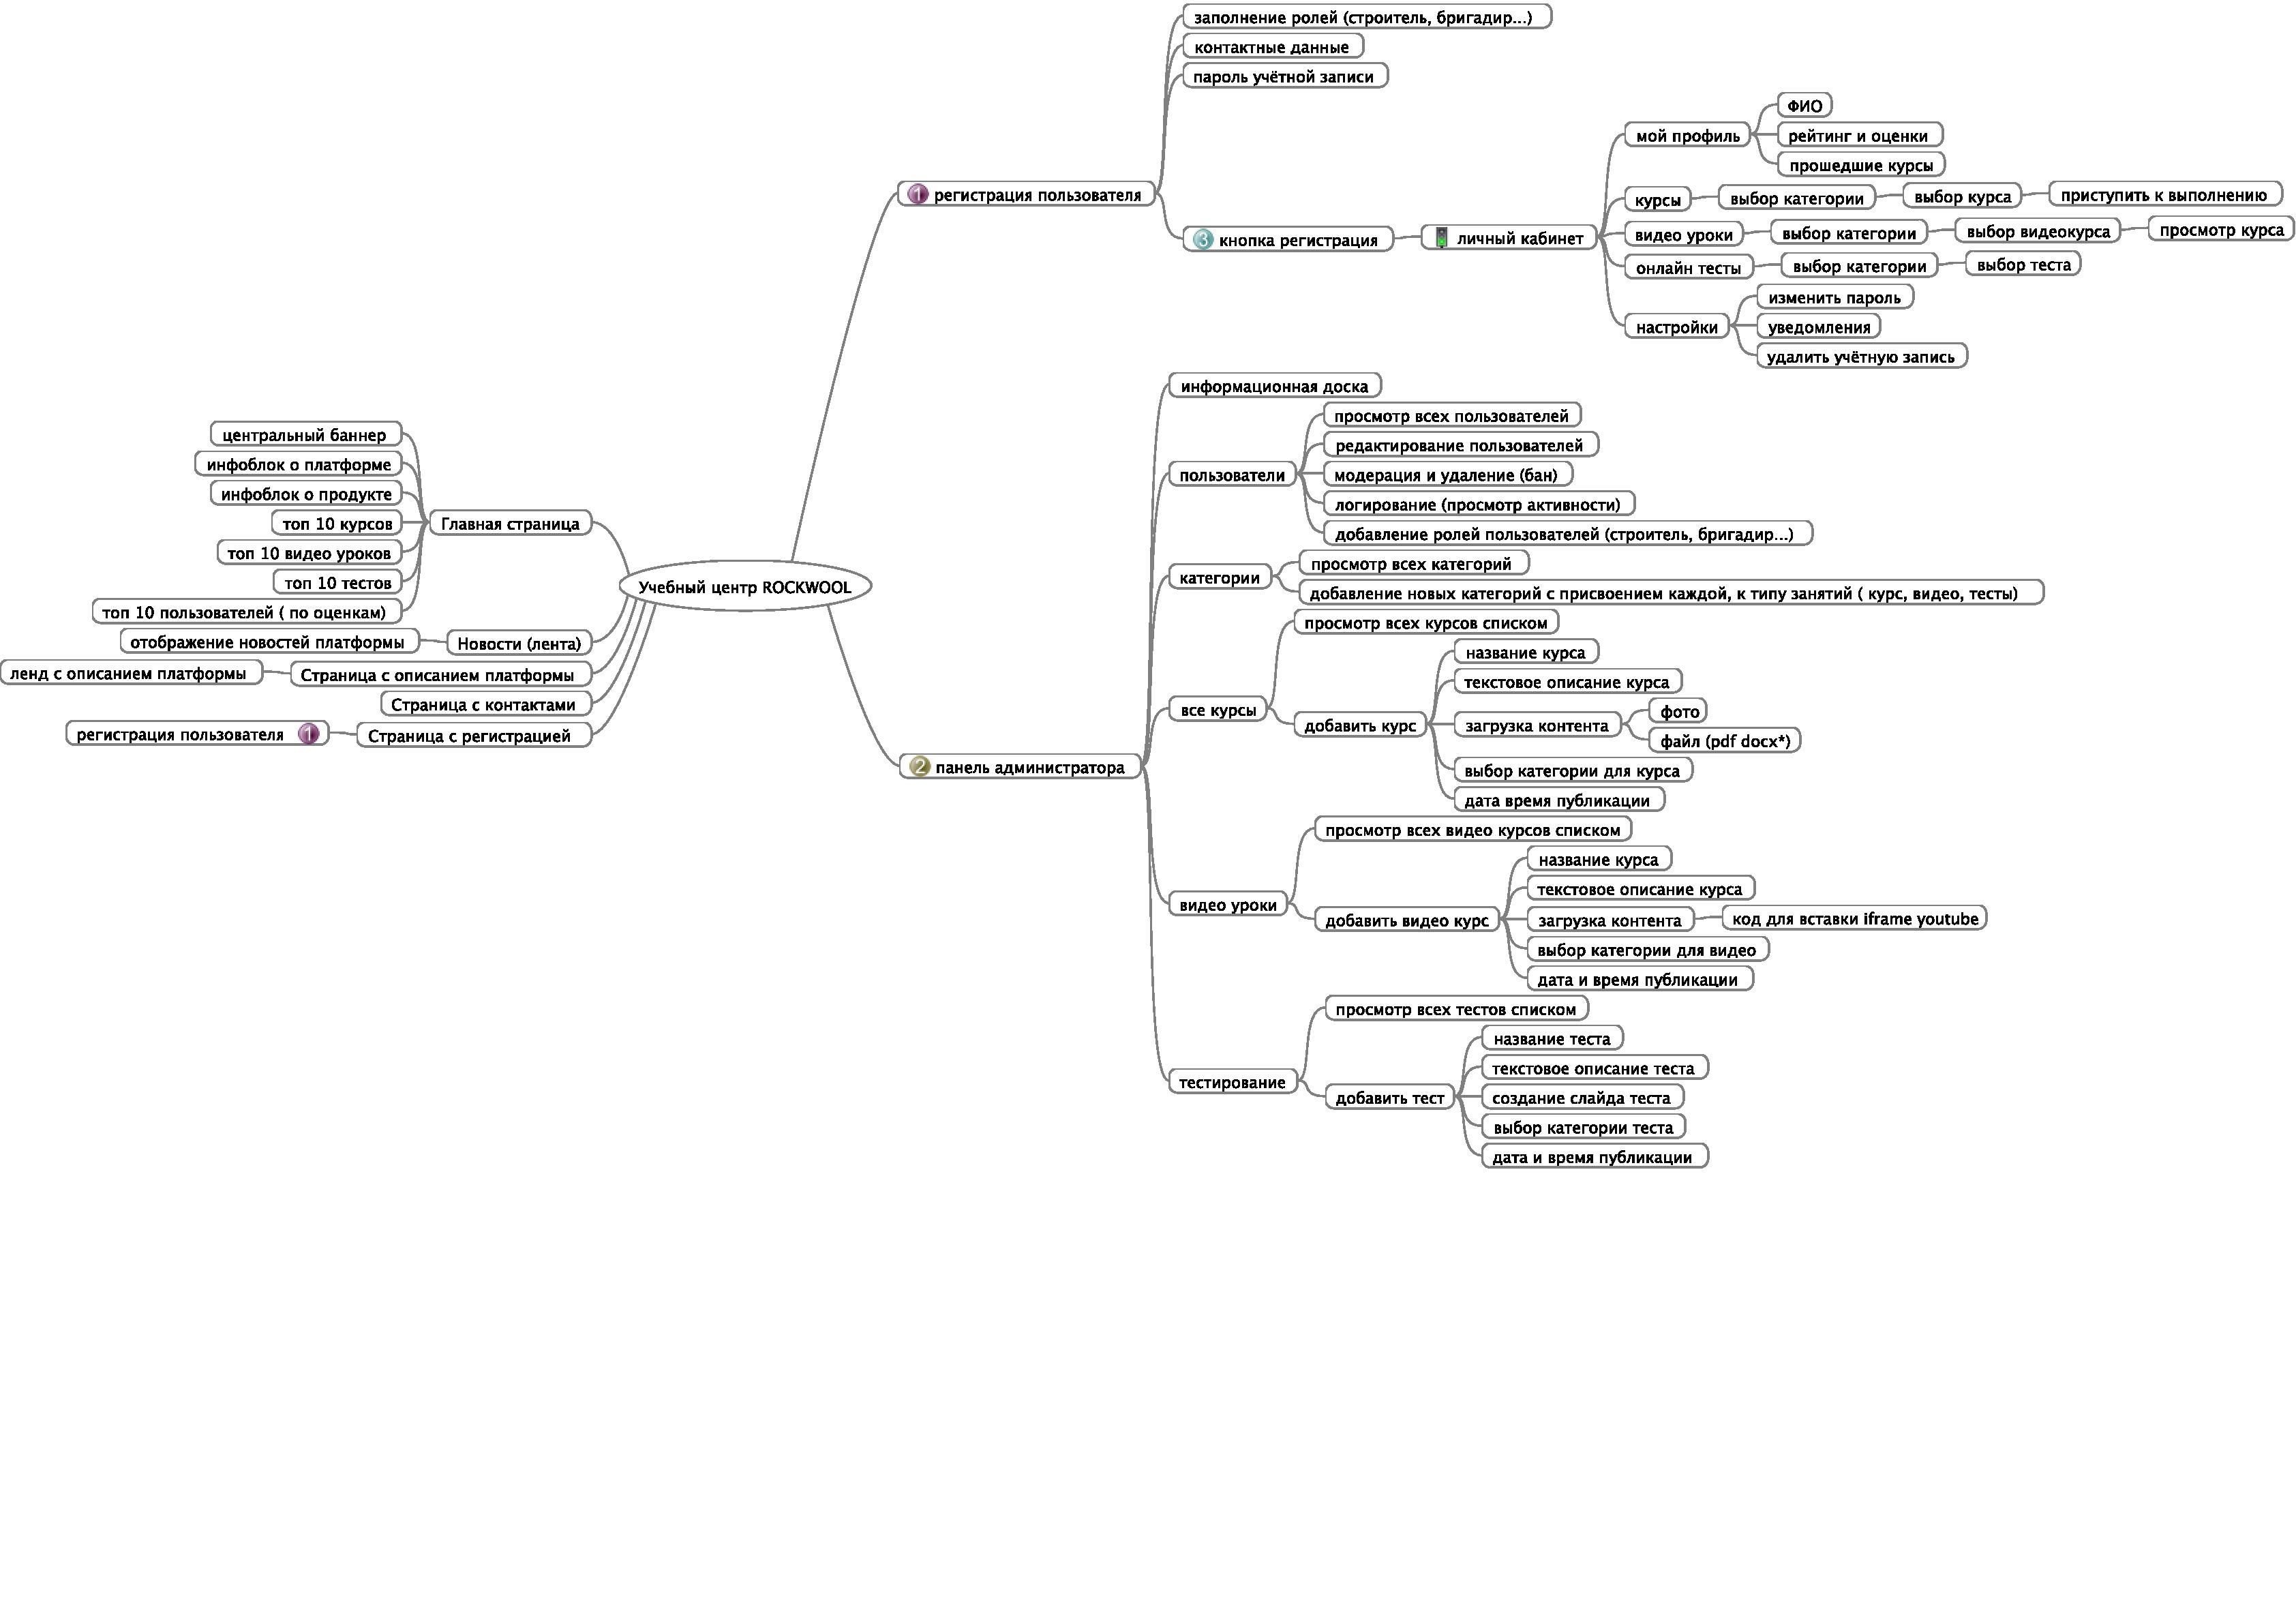 заполнение ролей (строитель, бригадир...)
контактные данные
пароль учётной записи
регистрация пользователя
1
кнопка регистрация
3
личный кабинет
мой профиль
ФИО
рейтинг и оценки
прошедшие курсы
курсы
выбор категории
выбор курса
приступить к выполнению
видео уроки
выбор категории
выбор видеокурса
просмотр курса
онлайн тесты
выбор категории
выбор теста
настройки
изменить пароль
уведомления
удалить учётную запись
центральный баннер
инфоблок о платформе
инфоблок о продукте
топ 10 курсов
топ 10 видео уроков
топ 10 тестов
топ 10 пользователей ( по оценкам)
Главная страница
отображение новостей платформы
Новости (лента)
ленд с описанием платформы
Страница с описанием платформы
Страница с контактами
регистрация пользователя
1
Страница с регистрацией
Учебный центр ROCKWOOL
2
панель администратора
информационная доска
пользователи
просмотр всех пользователей
редактирование пользователей
модерация и удаление (бан)
логирование (просмотр активности)
добавление ролей пользователей (строитель, бригадир...)
категории
просмотр всех категорий
добавление новых категорий с присвоением каждой, к типу занятий ( курс, видео, тесты)
все курсы
просмотр всех курсов списком
добавить курс
название курса
текстовое описание курса
загрузка контента
фото
файл (pdf docx*)
выбор категории для курса
дата время публикации
видео уроки
просмотр всех видео курсов списком
добавить видео курс
название курса
текстовое описание курса
загрузка контента
код для вставки iframe youtube
выбор категории для видео
дата и время публикации
тестирование
просмотр всех тестов списком
добавить тест
название теста
текстовое описание теста
создание слайда теста
выбор категории теста
дата и время публикации